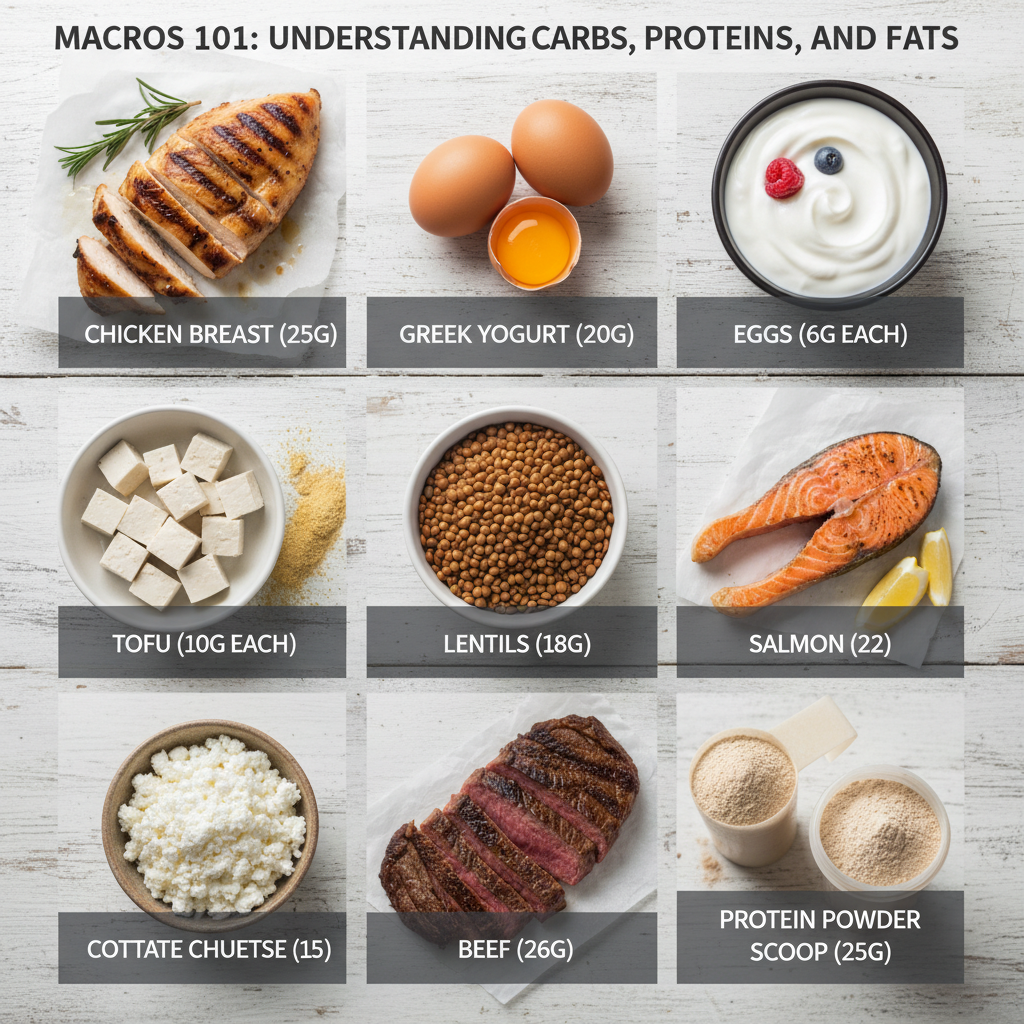 MACROS 101: UNDERSTANDING CARBS, PROTEINS, AND FATS
CHICKEN BREAST (25G)
GREEK YOGURT (20G)
EGGS (6G EACH)
TOFU (10G EACH)
LENTILS (18G)
SALMON (22)
COTTATE CHUETSE (15)
BEEF (26G)
PROTEIN POWDER
SCOOP (25G)